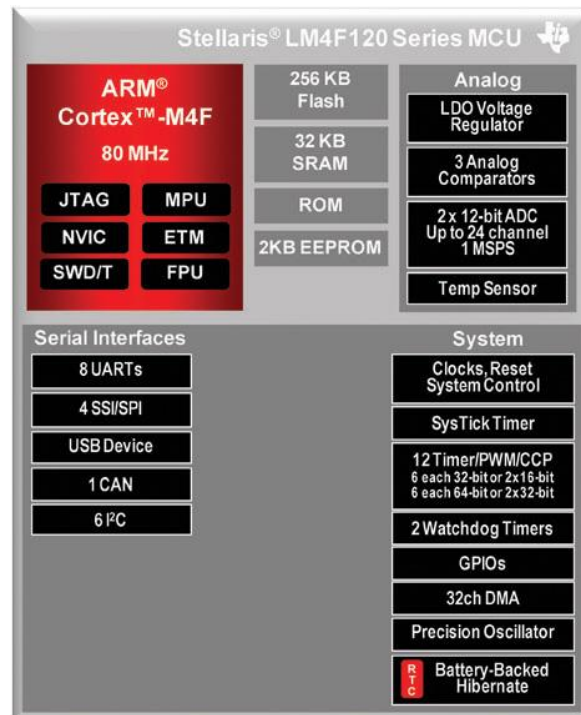 Stellaris® LM4F120 Series MCU
ARM®
Cortex™-M4F
80 MHz
JTAG
MPU
NVIC
ETM
SWD/T
FPU
256 KB
Flash
32 KB
SRAM
ROM
2KB EEPROM
Analog
LDO Voltage
Regulator
3 Analog
Comparators
2 x 12-bit ADC
Up to 24 channel
1 MSPS
Temp Sensor
Serial Interfaces
8 UARTs
4 SSI/SPI
USB Device
1 CAN
6 I²C
System
Clocks, Reset
System Control
SysTick Timer
12 Timer/PWM/CCP
6 each 32-bit or 2x16-bit
6 each 64-bit or 2x32-bit
2 Watchdog Timers
GPIOs
32ch DMA
Precision Oscillator
RTC
Battery-Backed
Hibernate